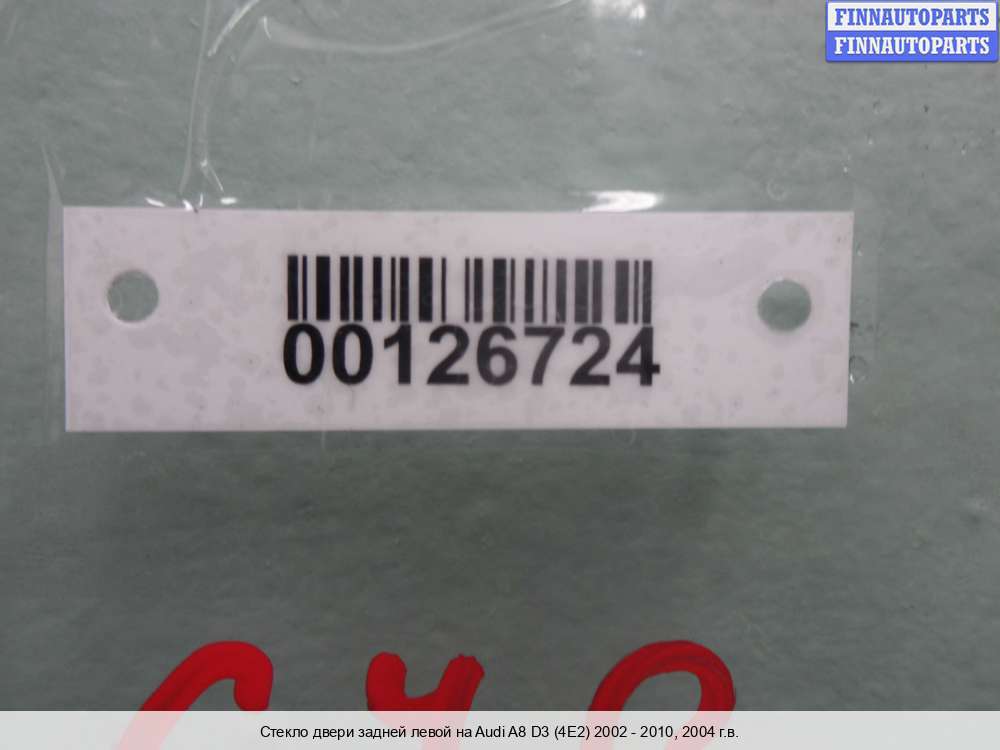 FINNAUTOPARTS
FINNAUTOPARTS
00126724
Стекло двери задней левой на Audi A8 D3 (4E2) 2002 - 2010, 2004 г.в.